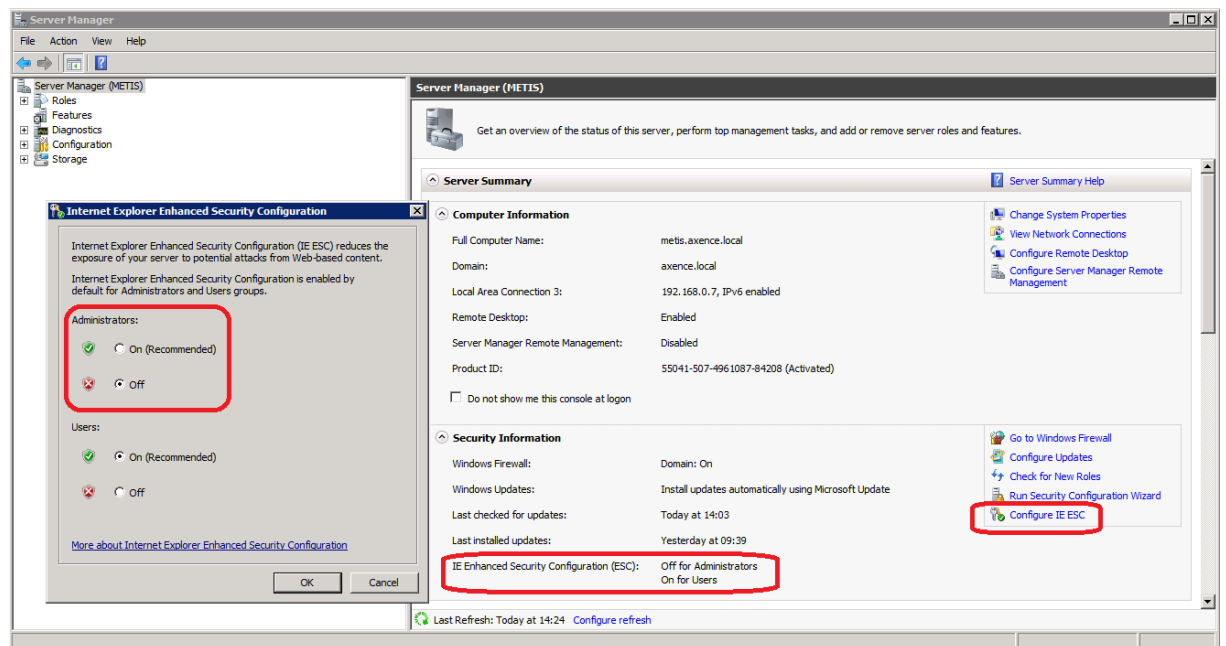 Server Manager
File Action View Help
Server Manager (METIS)
Roles
Features
Diagnostics
Configuration
Storage
Server Manager (METIS)
Get an overview of the status of this server, perform top management tasks, and add or remove server roles and features.
Server Summary
Server Summary Help
Computer Information
Full Computer Name: metis.axence.local
Domain: axence.local
Local Area Connection 3: 192.168.0.7, IPv6 enabled
Remote Desktop: Enabled
Server Manager Remote Management: Disabled
Product ID: 55041-507-4961087-84208 (Activated)
Do not show me this console at logon
Change System Properties
View Network Connections
Configure Remote Desktop
Configure Server Manager Remote
Management
Security Information
Windows Firewall: Domain: On
Windows Updates: Install updates automatically using Microsoft Update
Last checked for updates: Today at 14:03
Last installed updates: Yesterday at 09:39
IE Enhanced Security Configuration (ESC): Off for Administrators
On for Users
Go to Windows Firewall
Configure Updates
Check for New Roles
Run Security Configuration Wizard
Configure IE ESC
Last Refresh: Today at 14:24 Configure refresh
Internet Explorer Enhanced Security Configuration
Internet Explorer Enhanced Security Configuration (IE ESC) reduces the
exposure of your server to potential attacks from Web-based content.
Internet Explorer Enhanced Security Configuration is enabled by
default for Administrators and Users groups.
Administrators:
On (Recommended)
Off
Users:
On (Recommended)
Off
More about Internet Explorer Enhanced Security Configuration
OK Cancel